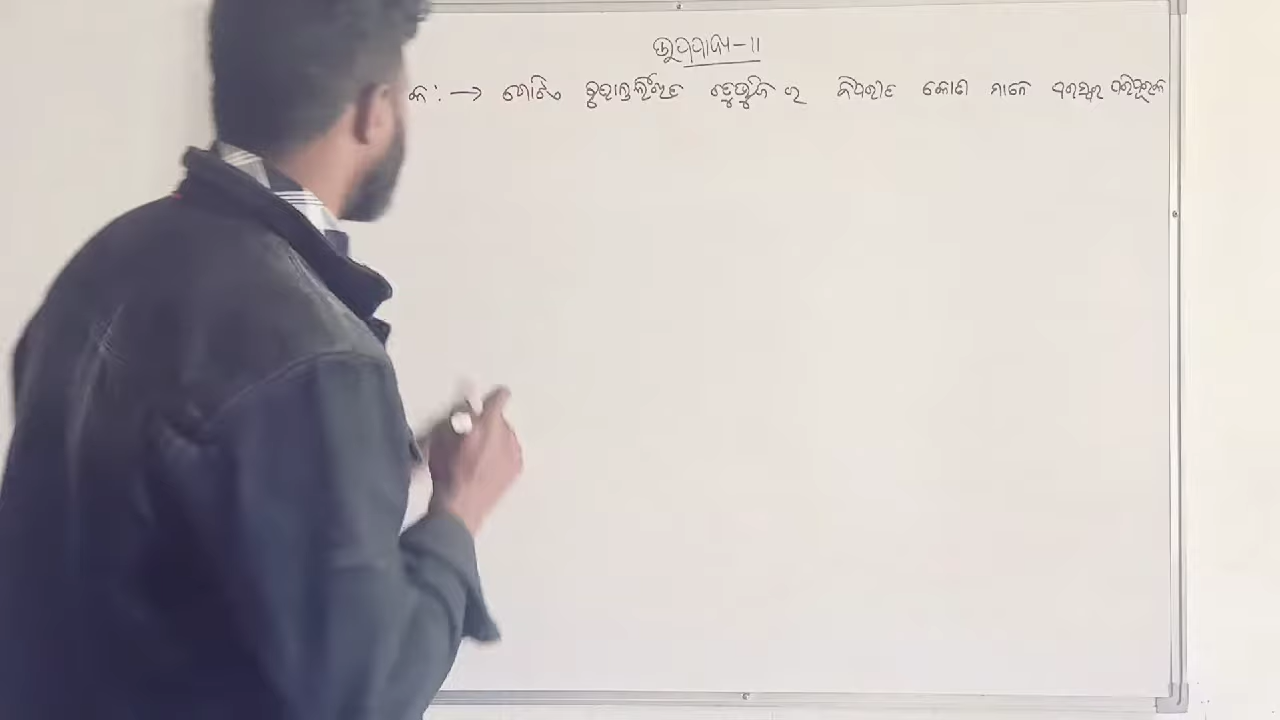 ଉପପାଦ୍ୟ-11
କ: → ଗୋଟିଏ ବୃତ୍ତାନ୍ତର୍ଲିଖିତ ଚତୁର୍ଭୁଜ ର ବିପରୀତ କୋଣ ମାନେ ପରସ୍ପର ପରିପୂରକ